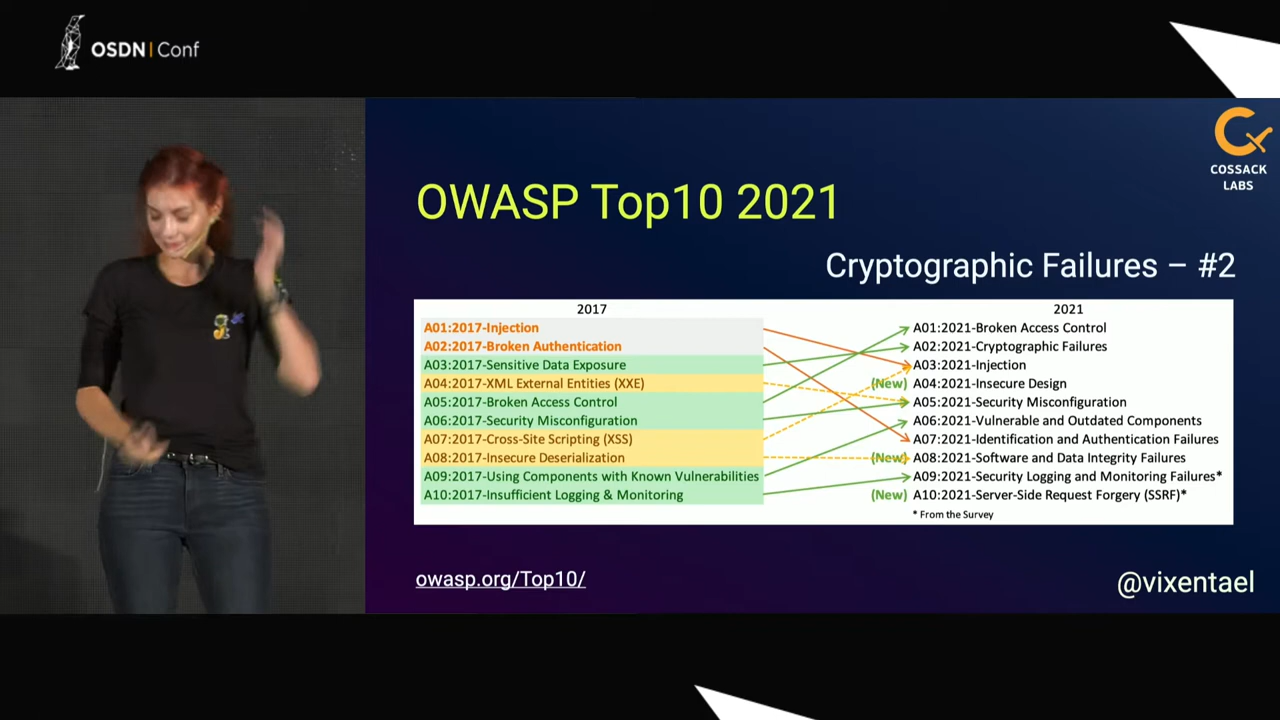 OSDN | Conf
COSSACK
LABS
OWASP Top10 2021
Cryptographic Failures – #2
2017
A01:2017-Injection
A02:2017-Broken Authentication
A03:2017-Sensitive Data Exposure
A04:2017-XML External Entities (XXE)
A05:2017-Broken Access Control
A06:2017-Security Misconfiguration
A07:2017-Cross-Site Scripting (XSS)
A08:2017-Insecure Deserialization
A09:2017-Using Components with Known Vulnerabilities
A10:2017-Insufficient Logging & Monitoring
2021
A01:2021-Broken Access Control
A02:2021-Cryptographic Failures
A03:2021-Injection
(New) A04:2021-Insecure Design
A05:2021-Security Misconfiguration
A06:2021-Vulnerable and Outdated Components
A07:2021-Identification and Authentication Failures
(New) A08:2021-Software and Data Integrity Failures
A09:2021-Security Logging and Monitoring Failures*
(New) A10:2021-Server-Side Request Forgery (SSRF)*
* From the Survey
owasp.org/Top10/
@vixentael